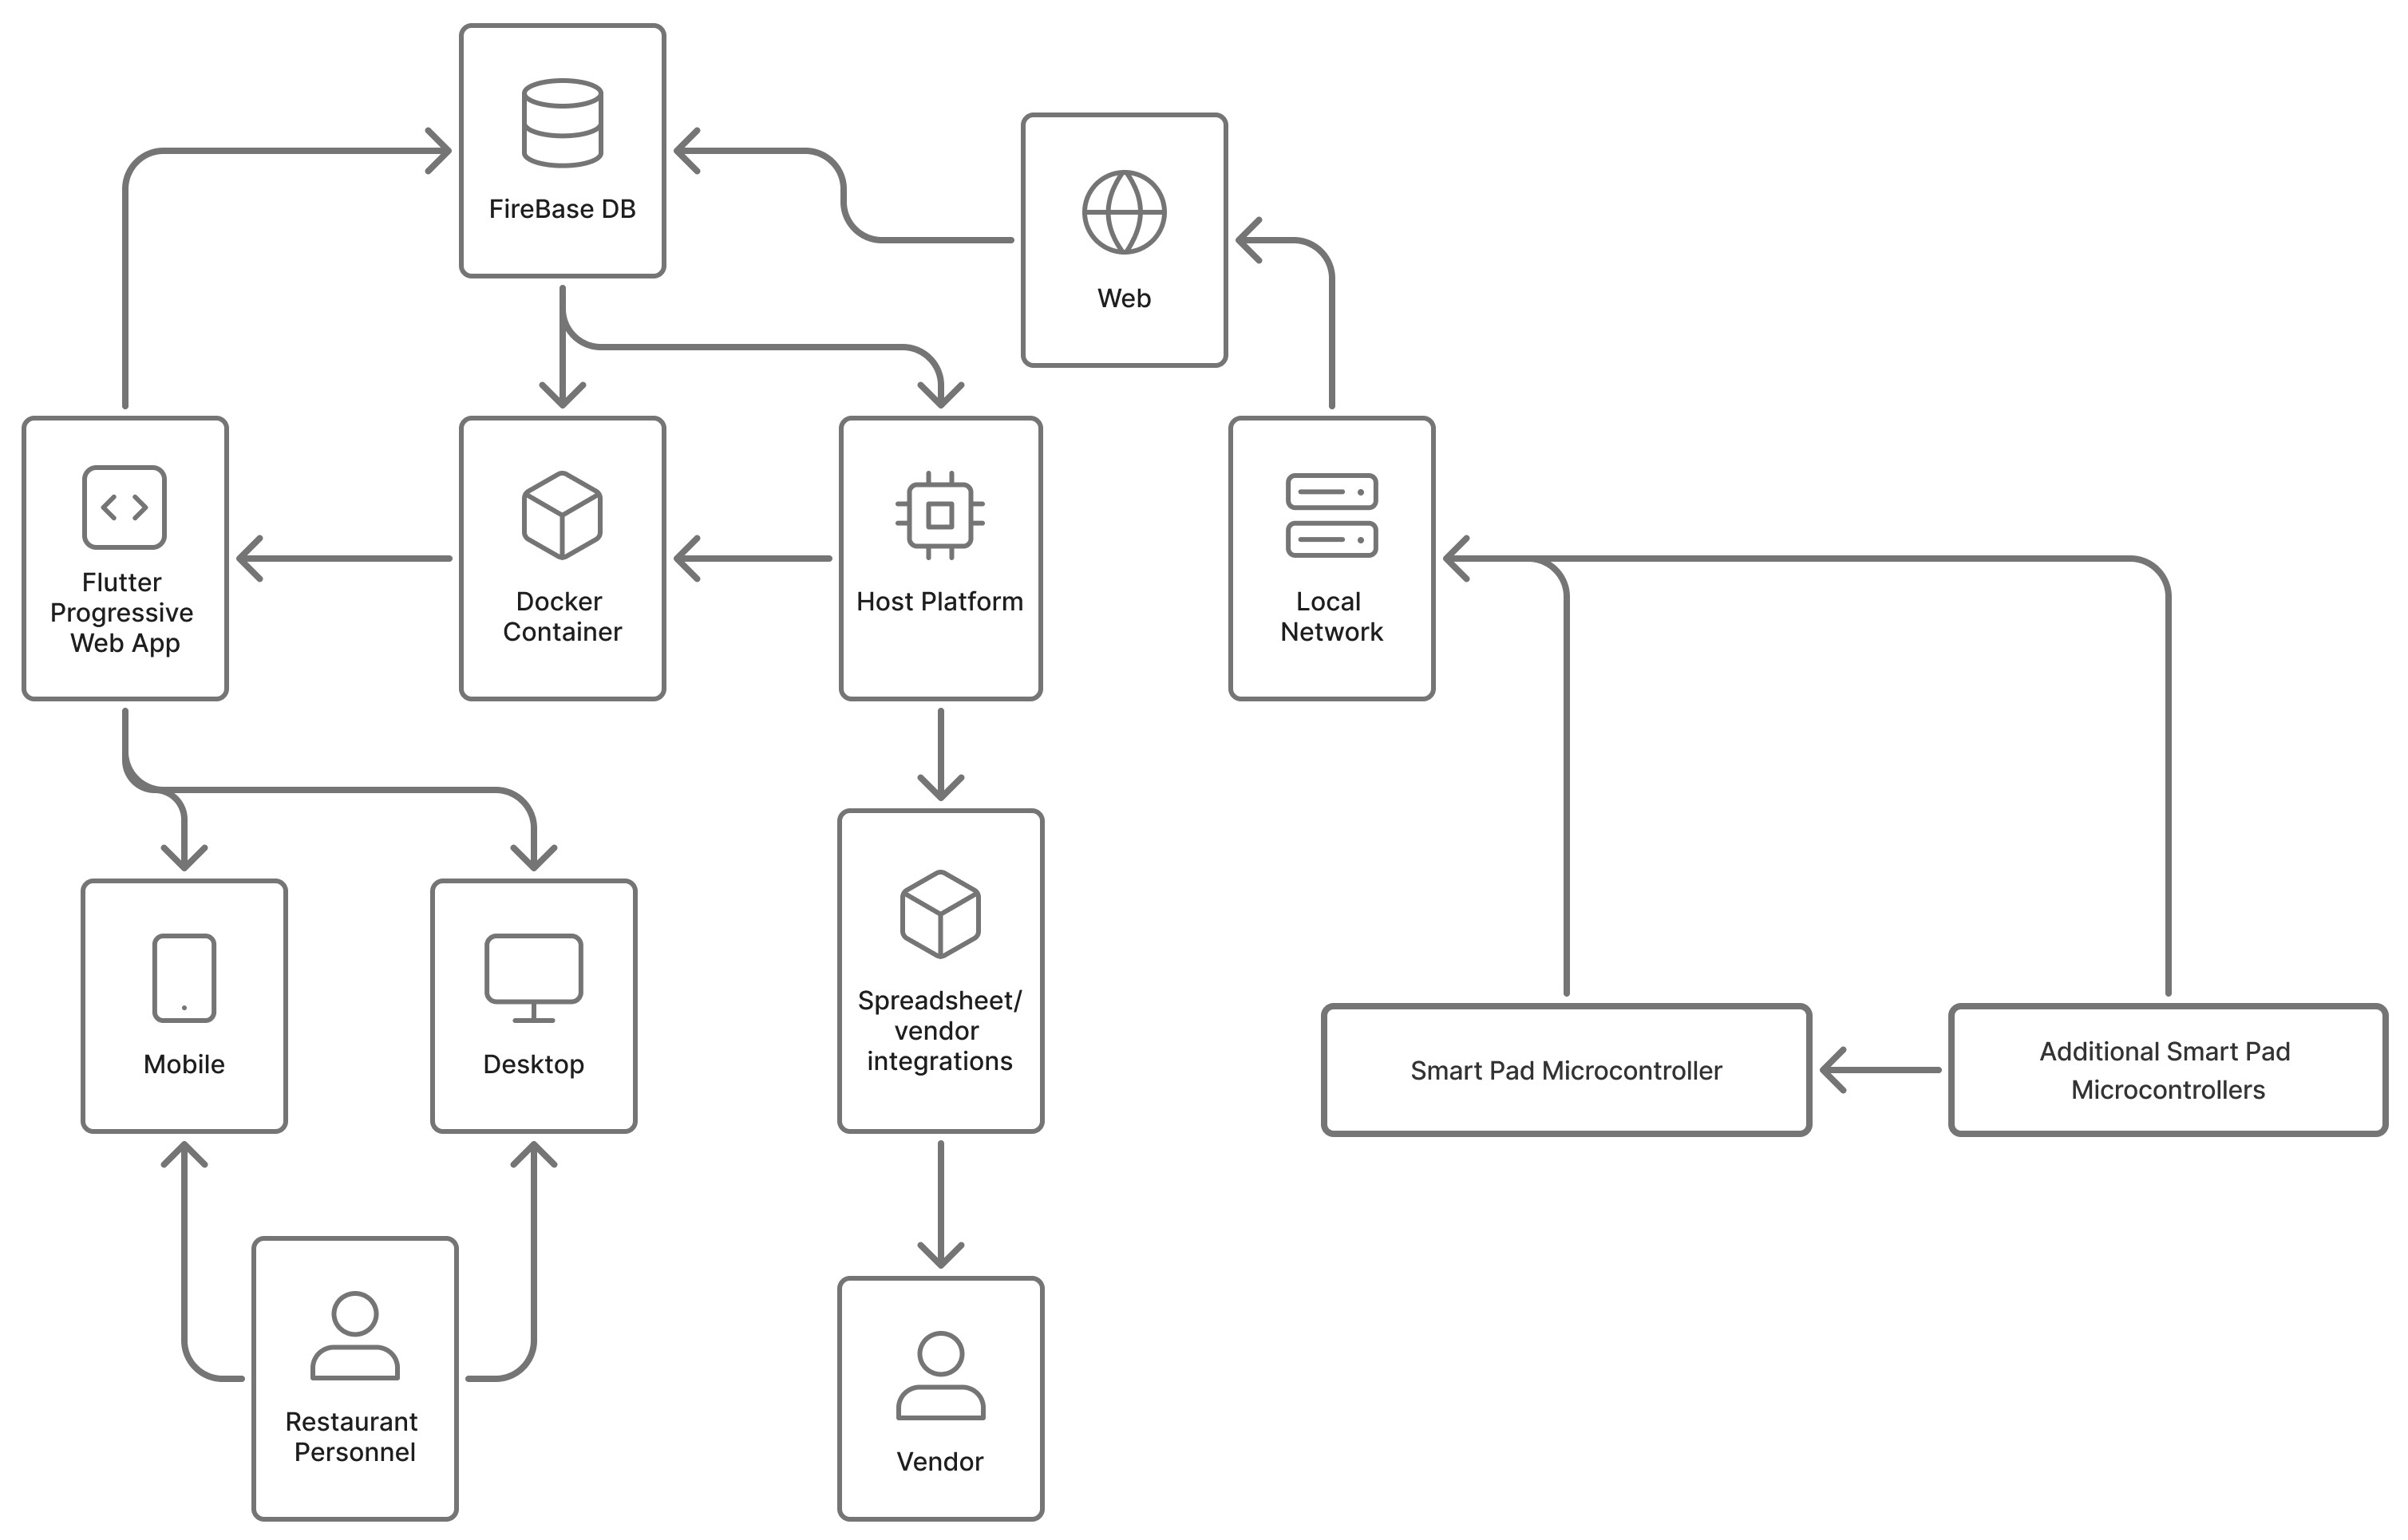 FireBase DB
Web
Flutter
Progressive
Web App
Docker
Container
Host Platform
Local
Network
Mobile
Desktop
Spreadsheet/
vendor
integrations
Smart Pad Microcontroller
Additional Smart Pad
Microcontrollers
Restaurant
Personnel
Vendor